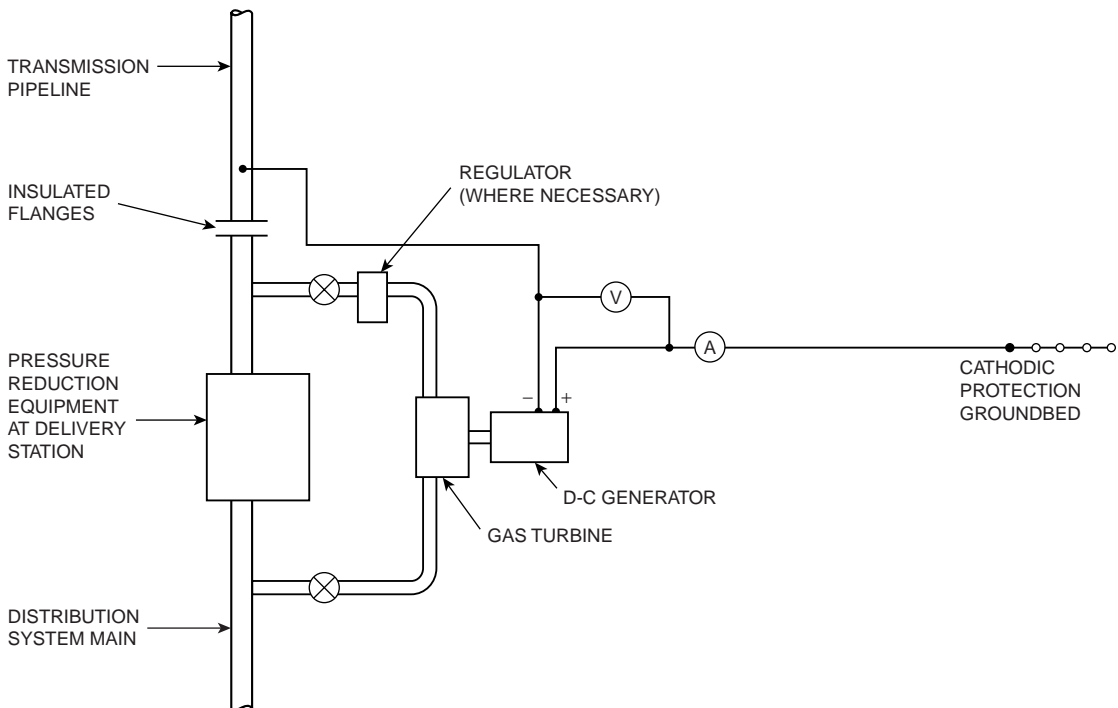 TRANSMISSION
PIPELINE
INSULATED
FLANGES
REGULATOR
(WHERE NECESSARY)
V
A
PRESSURE
REDUCTION
EQUIPMENT
AT DELIVERY
STATION
CATHODIC
PROTECTION
GROUNDBED
− +
D-C GENERATOR
GAS TURBINE
DISTRIBUTION
SYSTEM MAIN